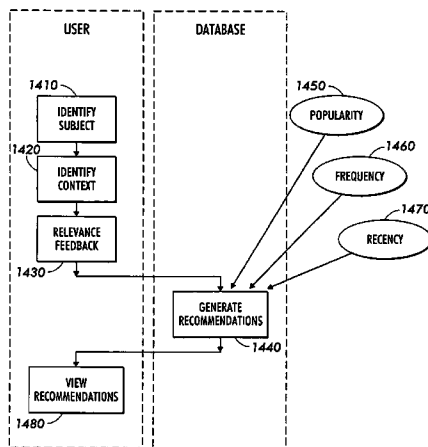 USER
DATABASE
1410
IDENTIFY
SUBJECT
1420
IDENTIFY
CONTEXT
RELEVANCE
FEEDBACK
1430
1450
POPULARITY
1460
FREQUENCY
1470
RECENCY
GENERATE
RECOMMENDATIONS
1440
VIEW
RECOMMENDATIONS
1480